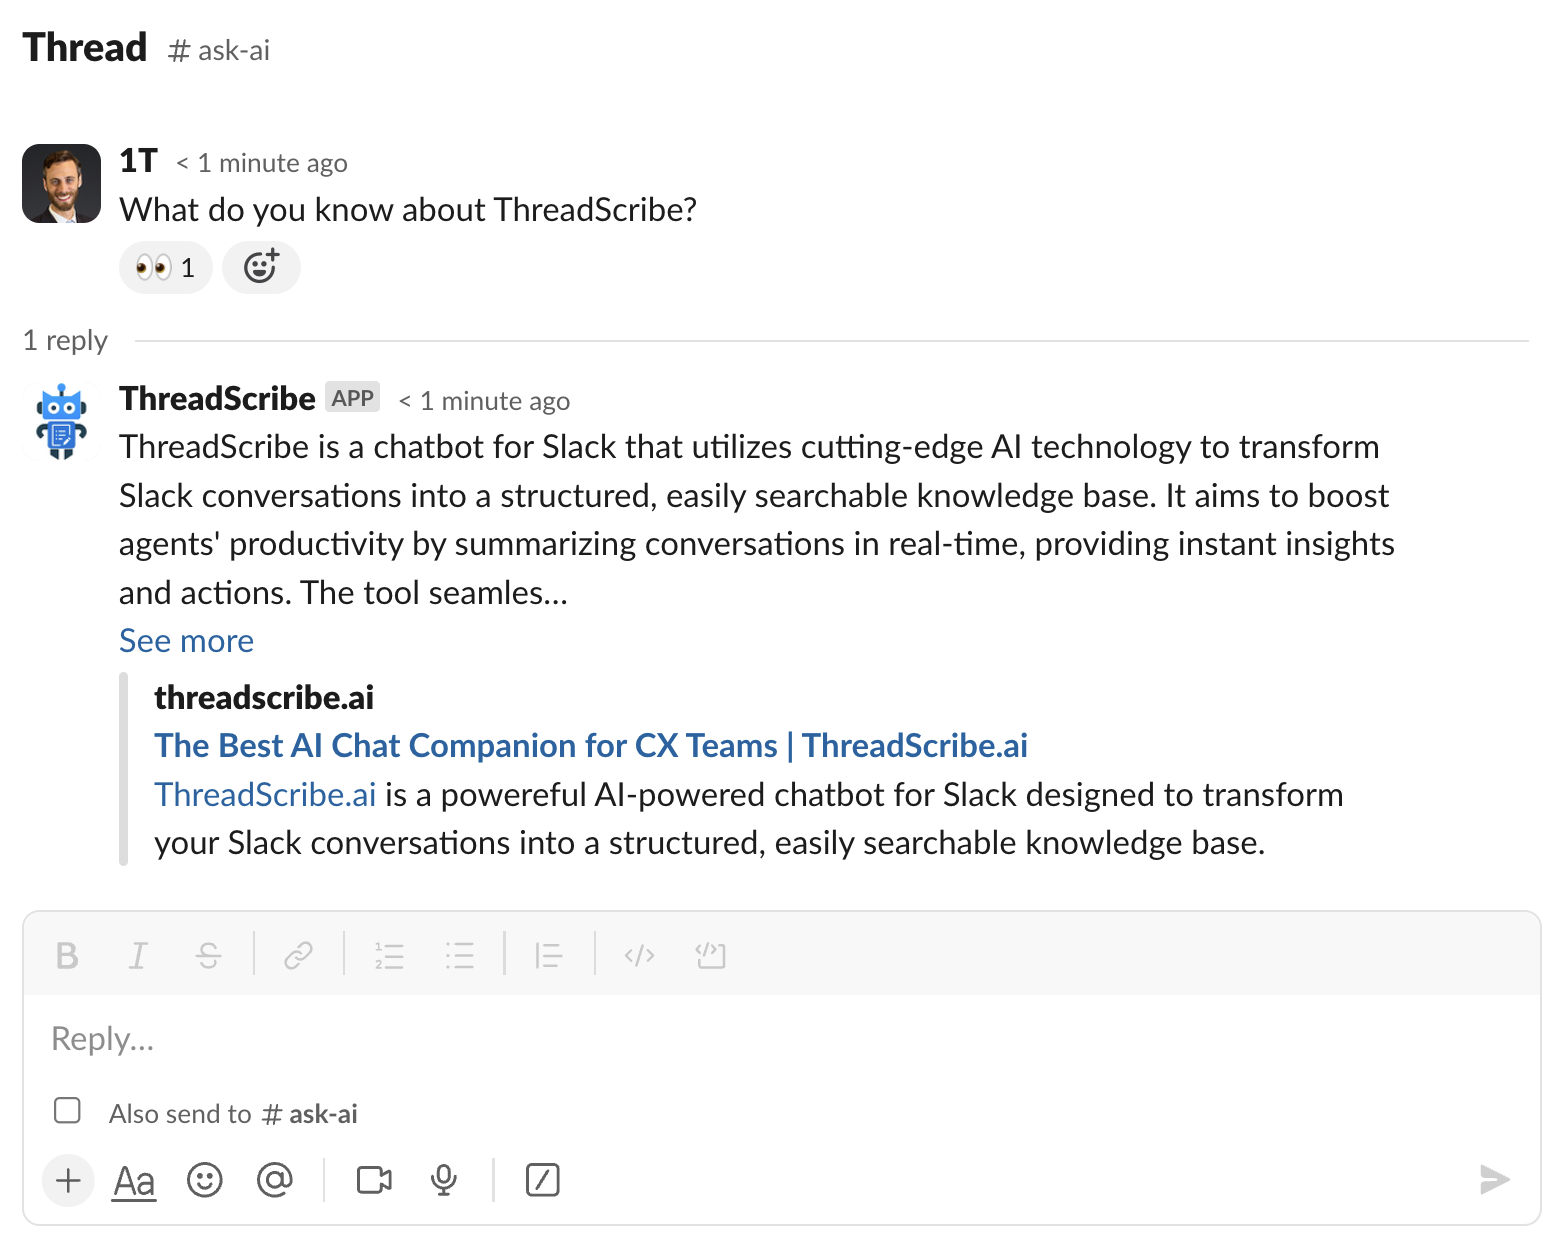 Thread # ask-ai
1T < 1 minute ago
What do you know about ThreadScribe?
1
1 reply
ThreadScribe APP < 1 minute ago
ThreadScribe is a chatbot for Slack that utilizes cutting-edge AI technology to transform
Slack conversations into a structured, easily searchable knowledge base. It aims to boost
agents' productivity by summarizing conversations in real-time, providing instant insights
and actions. The tool seamles...
See more
threadscribe.ai
The Best AI Chat Companion for CX Teams | ThreadScribe.ai
ThreadScribe.ai is a powereful AI-powered chatbot for Slack designed to transform
your Slack conversations into a structured, easily searchable knowledge base.
Reply...
Also send to # ask-ai
Aa